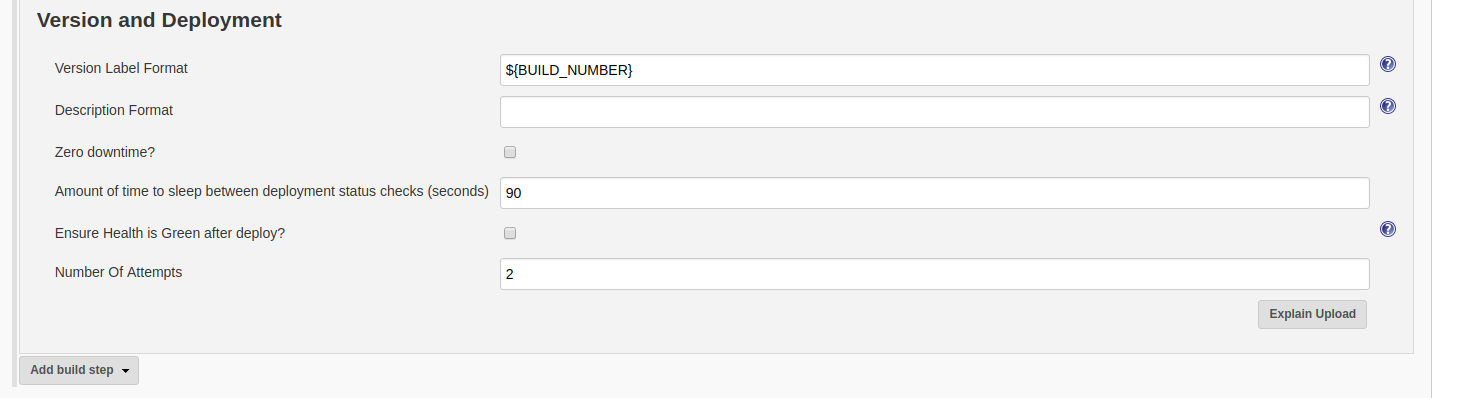 Version and Deployment
Version Label Format
${BUILD_NUMBER}
?
Description Format
?
Zero downtime?
Amount of time to sleep between deployment status checks (seconds)
90
Ensure Health is Green after deploy?
?
Number Of Attempts
2
Explain Upload
Add build step